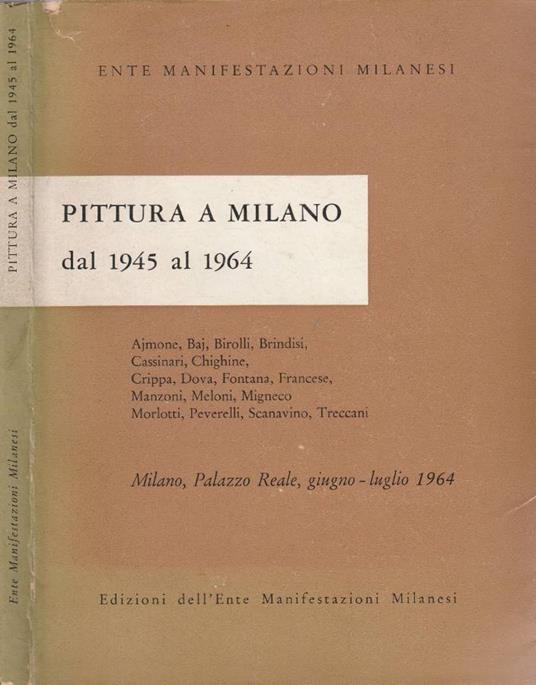 PITTURA A MILANO dal 1945 al 1964
Ente Manifestazioni Milanesi
ENTE MANIFESTAZIONI MILANESI
PITTURA A MILANO
dal 1945 al 1964
Ajmone, Baj, Birolli, Brindisi,
Cassinari, Chighine,
Crippa, Dova, Fontana, Francese,
Manzoni, Meloni, Migneco
Morlotti, Peverelli, Scanavino, Treccani
Milano, Palazzo Reale, giugno - luglio 1964
Edizioni dell'Ente Manifestazioni Milanesi